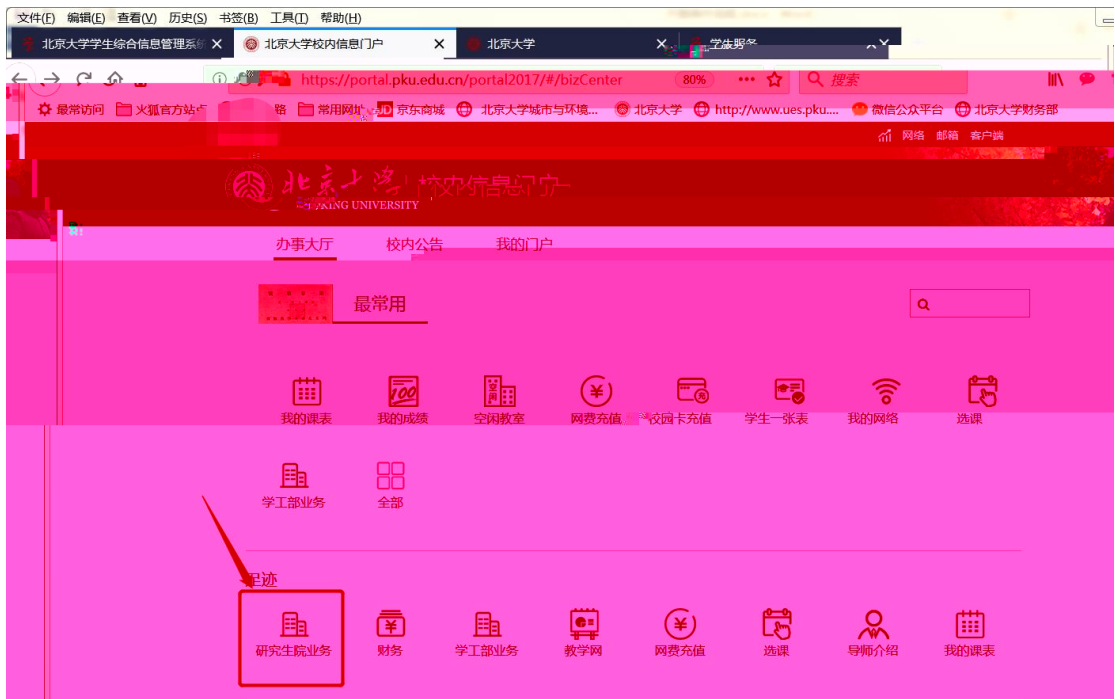 文件(F) 编辑(E) 查看(V) 历史(S) 书签(B) 工具(T) 帮助(H)
北京大学学生综合信息管理系统 北京大学校内信息门户 北京大学
https://portal.pku.edu.cn/portal2017/#/bizCenter 80% 搜索
最常访问 火狐官方站点 路 常用网址 JD 京东商城 北京大学城市与环境... 北京大学 http://www.ues.pku.... 微信公众平台 北京大学财务部
网络 邮箱 客户端
北京大学 校内信息门户
UNIVERSITY
办事大厅 校内公告 我的门户
最常用
我的课表 我的成绩 空闲教室 网费充值 校园卡充值 学生一张表 我的网络 选课
学工部业务 全部
足迹
研究生院业务 财务 学工部业务 教学网 网费充值 选课 导师介绍 我的课表